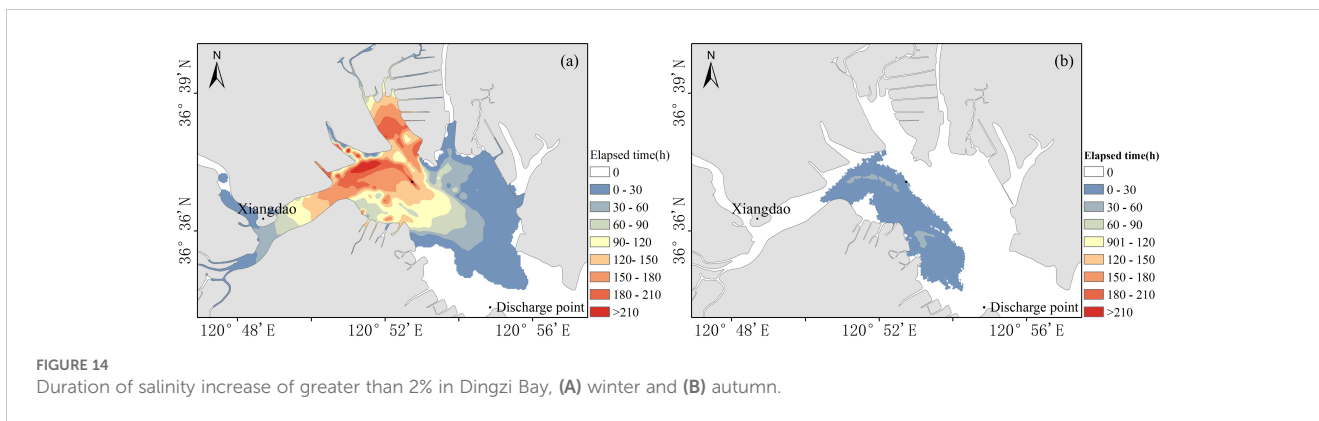 N
(a)
36° 39′ N
36° 36′ N
Xiangdao
Elapsed time(h)
0
0 - 30
30 - 60
60 - 90
90- 120
120- 150
150 - 180
180 - 210
>210
• Discharge point
120° 48′ E
120° 52′ E
120° 56′ E
N
(b)
36° 39′ N
36° 36′ N
Xiangdao
Elapsed time(h)
0
0 - 30
30 - 60
60 - 90
901 - 120
120 - 150
150 - 180
180 - 210
>210
• Discharge point
120° 48′ E
120° 52′ E
120° 56′ E
FIGURE 14
Duration of salinity increase of greater than 2% in Dingzi Bay, (A) winter and (B) autumn.